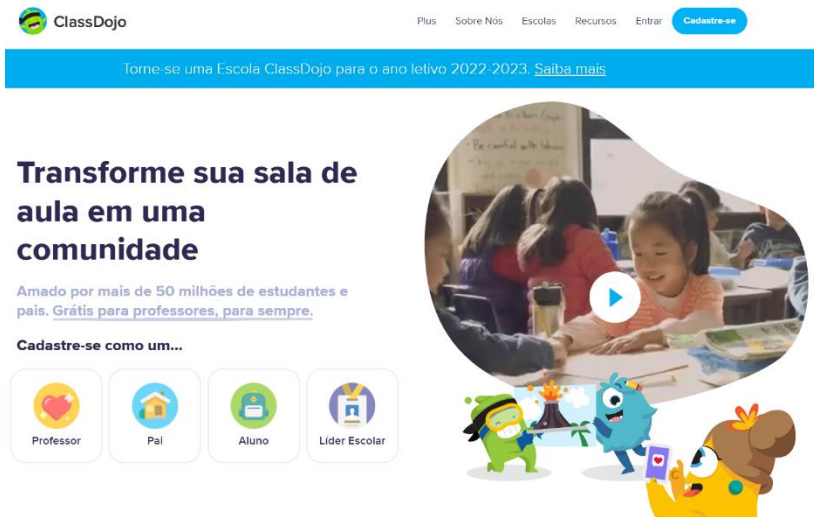 ClassDojo
Plus Sobre Nós Escolas Recursos Entrar Cadastre-se
Torne-se uma Escola ClassDojo para o ano letivo 2022-2023. Saiba mais
Transforme sua sala de
aula em uma
comunidade
Amado por mais de 50 milhões de estudantes e
pais. Grátis para professores, para sempre.
Cadastre-se como um...
Professor Pai Aluno Líder Escolar